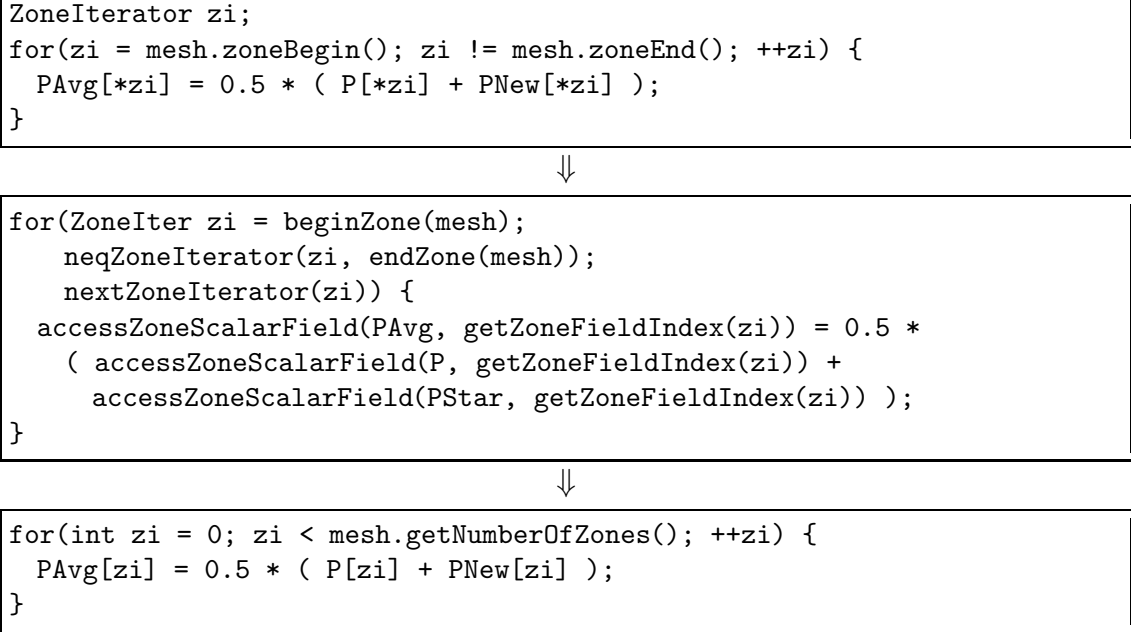 ZoneIterator zi;
for(zi = mesh.zoneBegin(); zi != mesh.zoneEnd(); ++zi) {
  PAvg[*zi] = 0.5 * ( P[*zi] + PNew[*zi] );
}
⇓
for(ZoneIter zi = beginZone(mesh);
    neqZoneIterator(zi, endZone(mesh));
    nextZoneIterator(zi)) {
  accessZoneScalarField(PAvg, getZoneFieldIndex(zi)) = 0.5 *
    ( accessZoneScalarField(P, getZoneFieldIndex(zi)) +
      accessZoneScalarField(PStar, getZoneFieldIndex(zi)) );
}
⇓
for(int zi = 0; zi < mesh.getNumberOfZones(); ++zi) {
  PAvg[zi] = 0.5 * ( P[zi] + PNew[zi] );
}